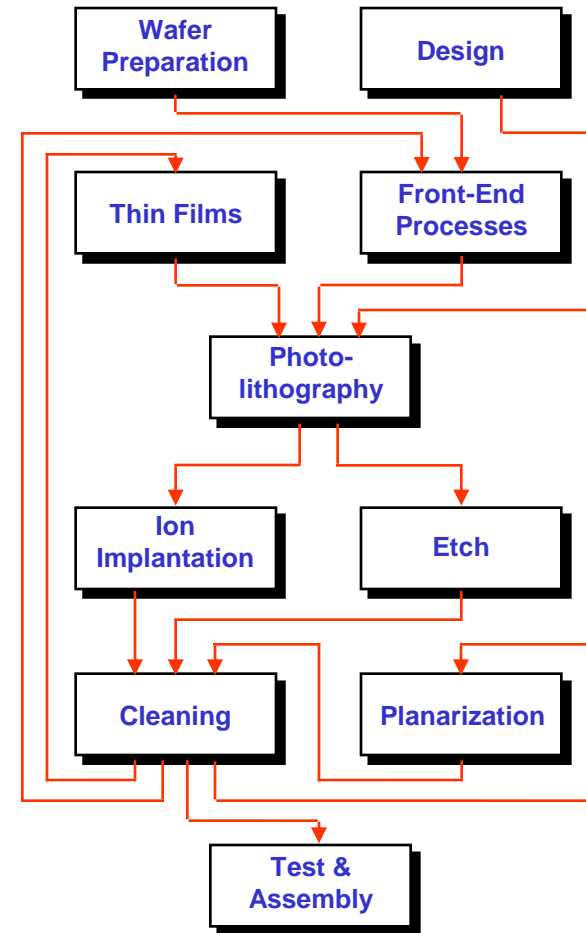 Wafer
Preparation
Design
Thin Films
Front-End
Processes
Photo-
lithography
Ion
Implantation
Etch
Cleaning
Planarization
Test &
Assembly